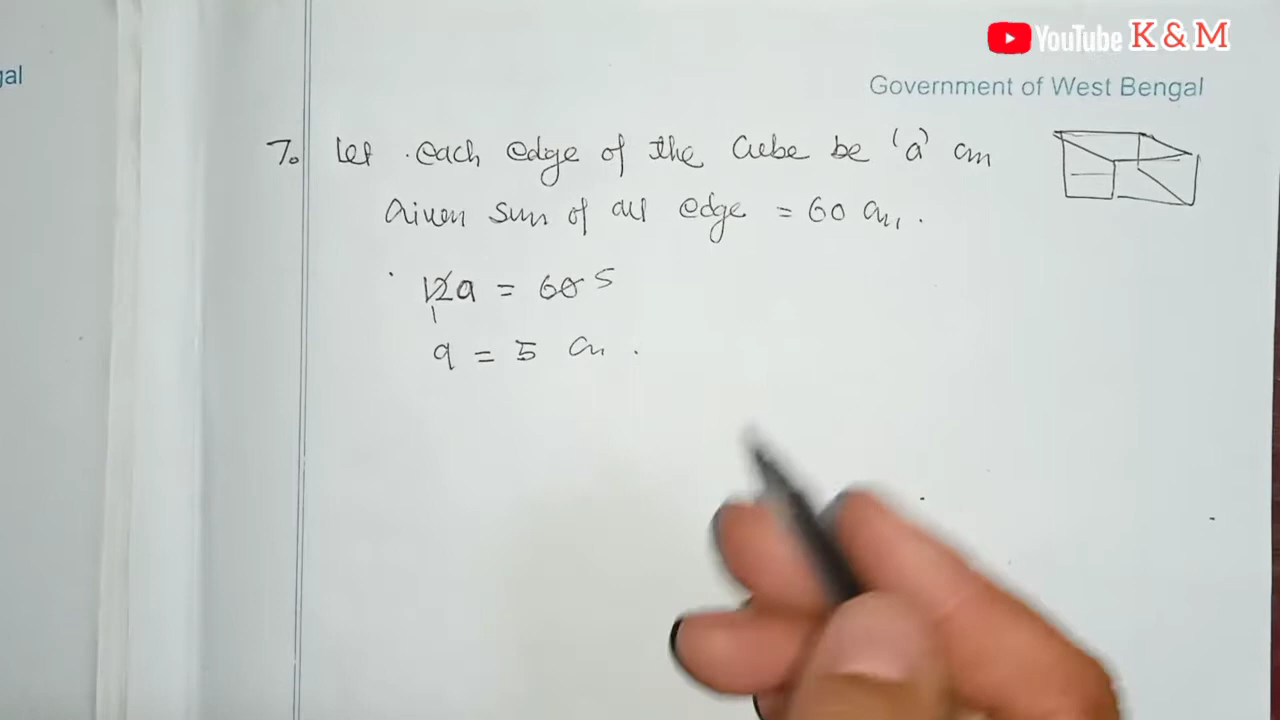 YouTube K & M
gal
Government of West Bengal
7. Let each edge of the Cube be 'a' cm
Given sum of all edge = 60 cm.
12a = 60 5
1
a = 5 cm.